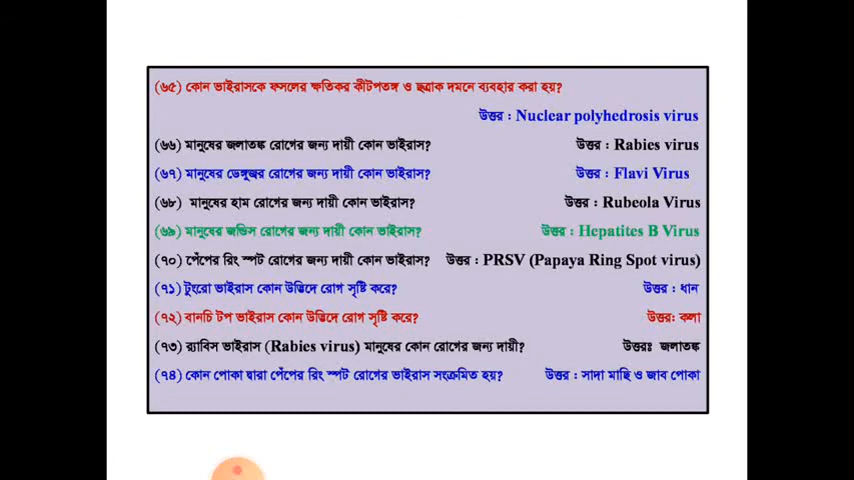 (৬৫) কোন ভাইরাসকে ফসলের ক্ষতিকর কীটপতঙ্গ ও ছত্রাক দমনে ব্যবহার করা হয়?
উত্তর : Nuclear polyhedrosis virus
(৬৬) মানুষের জলাতঙ্ক রোগের জন্য দায়ী কোন ভাইরাস? উত্তর : Rabies virus
(৬৭) মানুষের ডেঙ্গুজর রোগের জন্য দায়ী কোন ভাইরাস? উত্তর : Flavi Virus
(৬৮) মানুষের হাম রোগের জন্য দায়ী কোন ভাইরাস? উত্তর : Rubeola Virus
(৬৯) মানুষের জন্ডিস রোগের জন্য দায়ী কোন ভাইরাস? উত্তর : Hepatites B Virus
(৭০) পেঁপের রিং স্পট রোগের জন্য দায়ী কোন ভাইরাস? উত্তর : PRSV (Papaya Ring Spot virus)
(৭১) টুংরো ভাইরাস কোন উদ্ভিদে রোগ সৃষ্টি করে? উত্তর : ধান
(৭২) বানচি টপ ভাইরাস কোন উদ্ভিদে রোগ সৃষ্টি করে? উত্তর: কলা
(৭৩) র‍্যাবিস ভাইরাস (Rabies virus) মানুষের কোন রোগের জন্য দায়ী? উত্তরঃ জলাতঙ্ক
(৭৪) কোন পোকা দ্বারা পেঁপের রিং স্পট রোগের ভাইরাস সংক্রমিত হয়? উত্তর : সাদা মাছি ও জাব পোকা